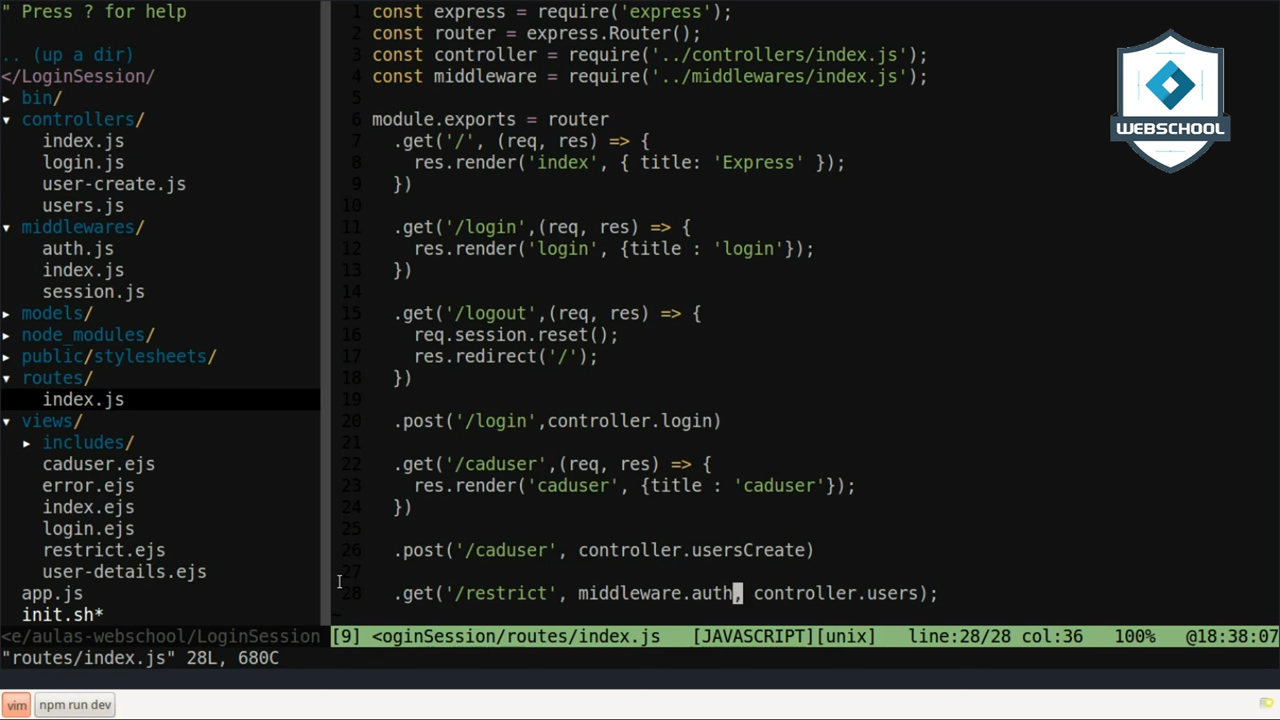 " Press ? for help
.. (up a dir)
</LoginSession/
▸ bin/
▾ controllers/
index.js
login.js
user-create.js
users.js
▾ middlewares/
auth.js
index.js
session.js
▸ models/
▸ node_modules/
▸ public/stylesheets/
▾ routes/
index.js
▾ views/
▸ includes/
caduser.ejs
error.ejs
index.ejs
login.ejs
restrict.ejs
user-details.ejs
app.js
init.sh*
<e/aulas-webschool/LoginSession
1 const express = require('express');
2 const router = express.Router();
3 const controller = require('../controllers/index.js');
4 const middleware = require('../middlewares/index.js');
5
6 module.exports = router
7 .get('/', (req, res) => {
8 res.render('index', { title: 'Express' });
9 })
10
11 .get('/login',(req, res) => {
12 res.render('login', {title : 'login'});
13 })
14
15 .get('/logout',(req, res) => {
16 req.session.reset();
17 res.redirect('/');
18 })
19
20 .post('/login',controller.login)
21
22 .get('/caduser',(req, res) => {
23 res.render('caduser', {title : 'caduser'});
24 })
25
26 .post('/caduser', controller.usersCreate)
27
28 .get('/restrict', middleware.auth, controller.users);
~
[9] <oginSession/routes/index.js [JAVASCRIPT][unix] line:28/28 col:36 100% @18:38:07
"routes/index.js" 28L, 680C
WEBSCHOOL
vim
npm run dev